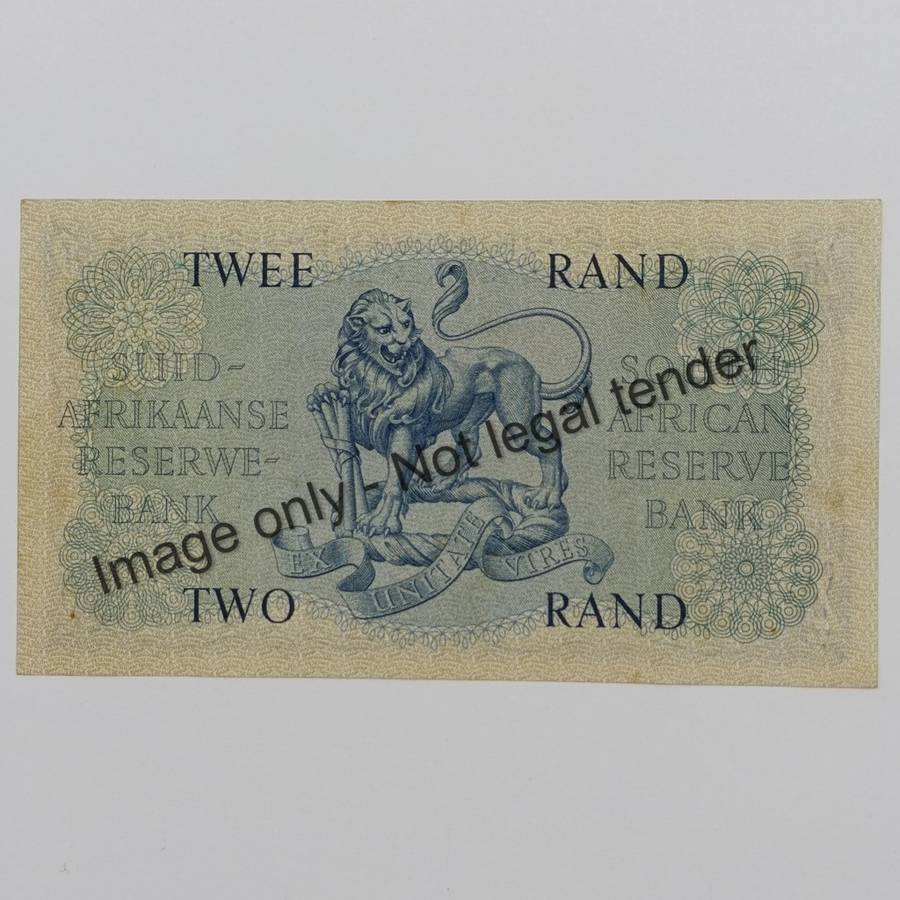 TWEE RAND
SUID-
AFRIKAANSE
RESERWE-
BANK
SOUTH
AFRICAN
RESERVE
BANK
Image only - Not legal tender
EX
UNITATE
VIRES
TWO RAND